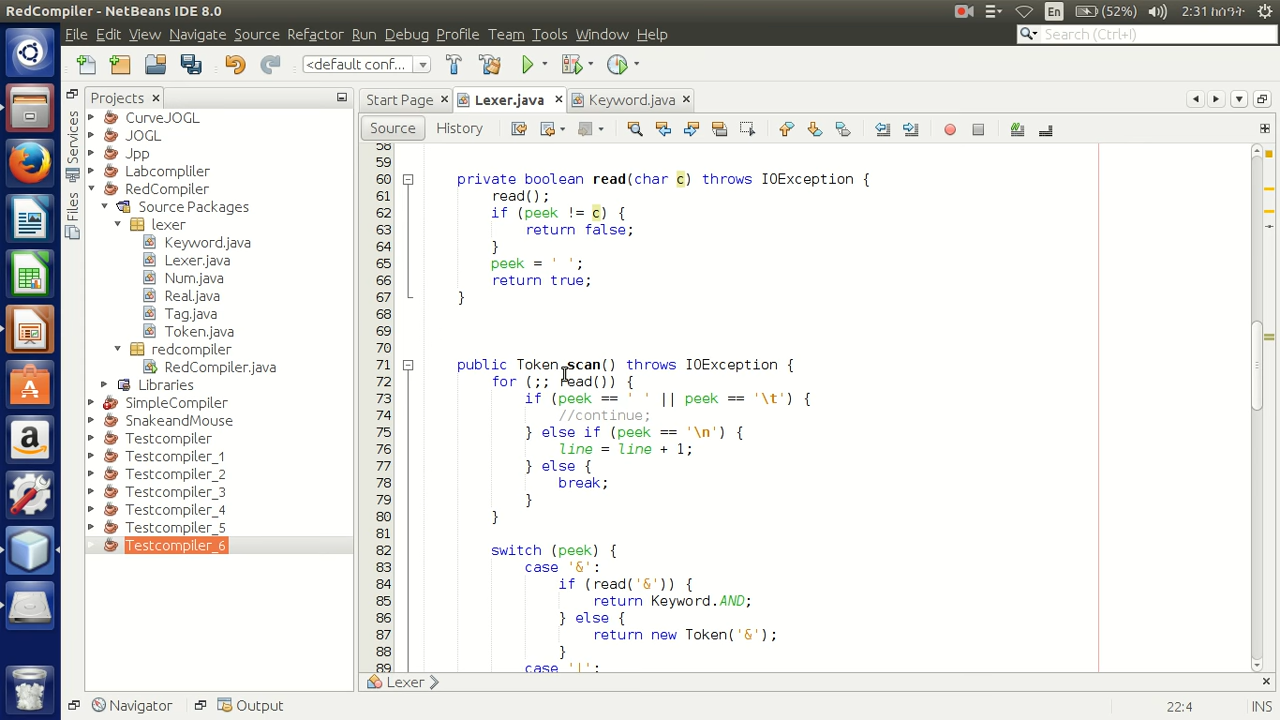 RedCompiler - NetBeans IDE 8.0
En
(52%)
2:31 ከሰዓት
File Edit View Navigate Source Refactor Run Debug Profile Team Tools Window Help
Search (Ctrl+I)
<default conf...
Projects
Start Page
Lexer.java
Keyword.java
Services
Files
Source
History
CurveJOGL
JOGL
Jpp
Labcompliler
RedCompiler
Source Packages
lexer
Keyword.java
Lexer.java
Num.java
Real.java
Tag.java
Token.java
redcompiler
RedCompiler.java
Libraries
SimpleCompiler
SnakeandMouse
Testcompiler
Testcompiler_1
Testcompiler_2
Testcompiler_3
Testcompiler_4
Testcompiler_5
Testcompiler_6
58
59
60 private boolean read(char c) throws IOException {
61 read();
62 if (peek != c) {
63 return false;
64 }
65 peek = ' ';
66 return true;
67 }
68
69
70
71 public Token scan() throws IOException {
72 for (;; read()) {
73 if (peek == ' ' || peek == '\t') {
74 //continue;
75 } else if (peek == '\n') {
76 line = line + 1;
77 } else {
78 break;
79 }
80 }
81
82 switch (peek) {
83 case '&':
84 if (read('&')) {
85 return Keyword.AND;
86 } else {
87 return new Token('&');
88 }
89 case '|':
Lexer
Navigator
Output
22:4
INS